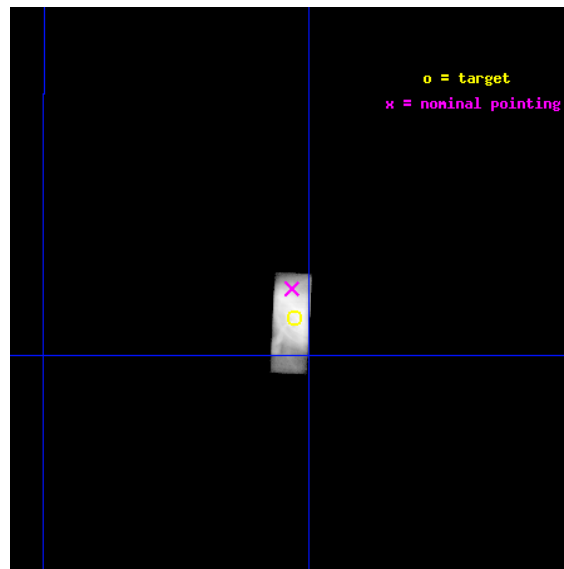 o = target
x = nominal pointing